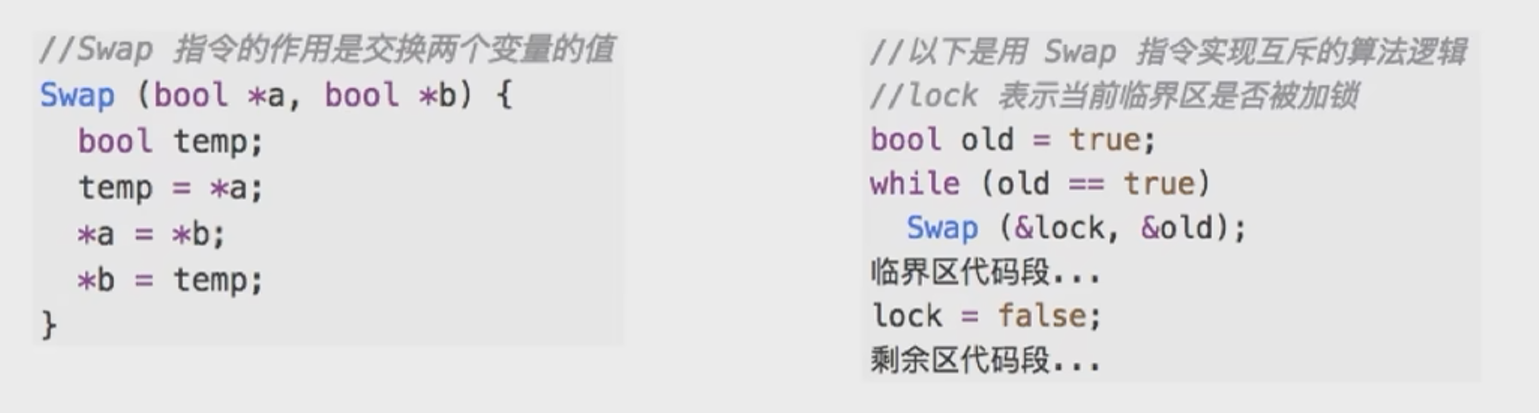 //Swap 指令的作用是交换两个变量的值
Swap (bool *a, bool *b) {
  bool temp;
  temp = *a;
  *a = *b;
  *b = temp;
}
//以下是用 Swap 指令实现互斥的算法逻辑
//lock 表示当前临界区是否被加锁
bool old = true;
while (old == true)
  Swap (&lock, &old);
临界区代码段...
lock = false;
剩余区代码段...